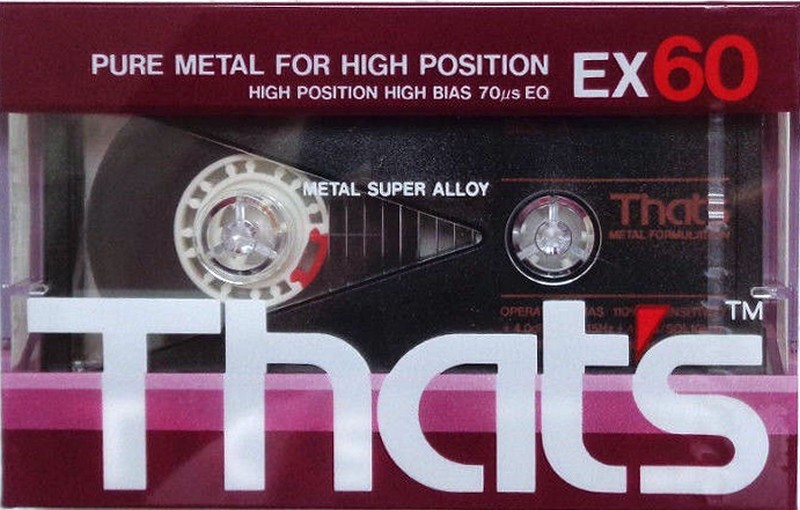 PURE METAL FOR HIGH POSITION
HIGH POSITION HIGH BIAS 70μs EQ
EX60
METAL SUPER ALLOY
That's
METAL FORMULATION
That's™